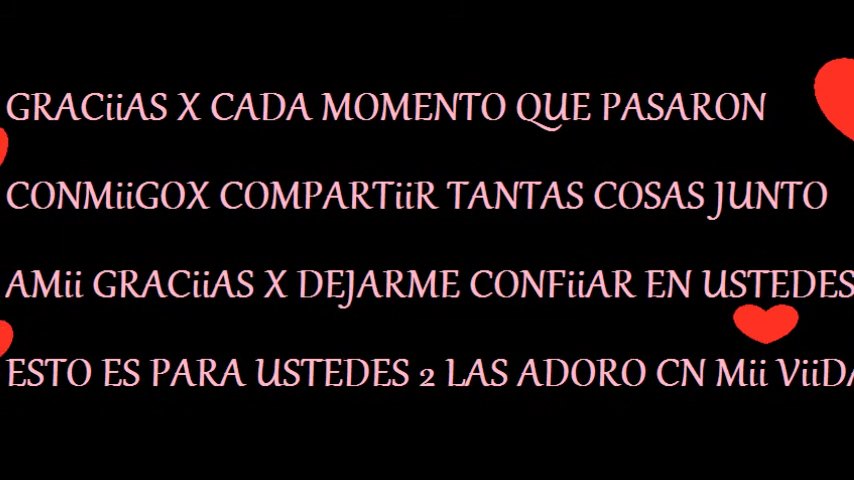 GRACiiAS X CADA MOMENTO QUE PASARON
CONMiiGOX COMPARTiiR TANTAS COSAS JUNTO
AMii GRACiiAS X DEJARME CONFiiAR EN USTEDES
ESTO ES PARA USTEDES 2 LAS ADORO CN Mii ViiDA